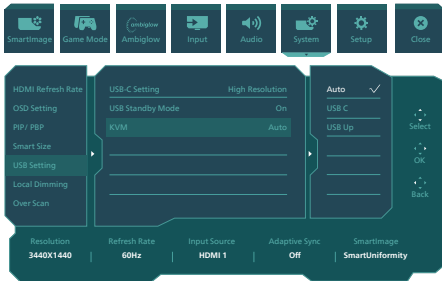 ambiglow
SmartImage Game Mode Ambiglow Input Audio System Setup Close
HDMI Refresh Rate USB-C Setting High Resolution Auto
OSD Setting USB Standby Mode On USB C
PIP/ PBP KVM Auto USB Up Select
Smart Size
USB Setting OK
Local Dimming Back
Over Scan
Resolution Refresh Rate Input Source Adaptive Sync SmartImage
3440X1440 | 60Hz | HDMI 1 | Off | SmartUniformity